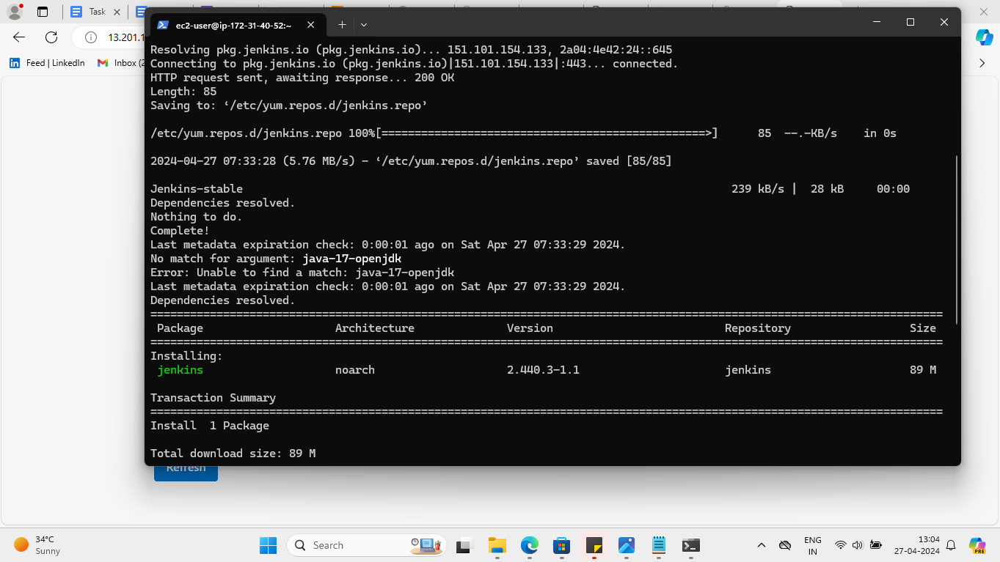 Task
ec2-user@ip-172-31-40-52:~
13.201.1
Feed | LinkedIn
Inbox (2
Resolving pkg.jenkins.io (pkg.jenkins.io)... 151.101.154.133, 2a04:4e42:24::645
Connecting to pkg.jenkins.io (pkg.jenkins.io)|151.101.154.133|:443... connected.
HTTP request sent, awaiting response... 200 OK
Length: 85
Saving to: ‘/etc/yum.repos.d/jenkins.repo’
/etc/yum.repos.d/jenkins.repo 100%[=================================================>] 85 --.-KB/s in 0s
2024-04-27 07:33:28 (5.76 MB/s) - ‘/etc/yum.repos.d/jenkins.repo’ saved [85/85]
Jenkins-stable 239 kB/s | 28 kB 00:00
Dependencies resolved.
Nothing to do.
Complete!
Last metadata expiration check: 0:00:01 ago on Sat Apr 27 07:33:29 2024.
No match for argument: java-17-openjdk
Error: Unable to find a match: java-17-openjdk
Last metadata expiration check: 0:00:01 ago on Sat Apr 27 07:33:29 2024.
Dependencies resolved.
========================================================================================================================
Package Architecture Version Repository Size
========================================================================================================================
Installing:
jenkins noarch 2.440.3-1.1 jenkins 89 M
Transaction Summary
========================================================================================================================
Install 1 Package
Total download size: 89 M
Refresh
34°C
Sunny
Search
ENG
IN
13:04
27-04-2024
PRE